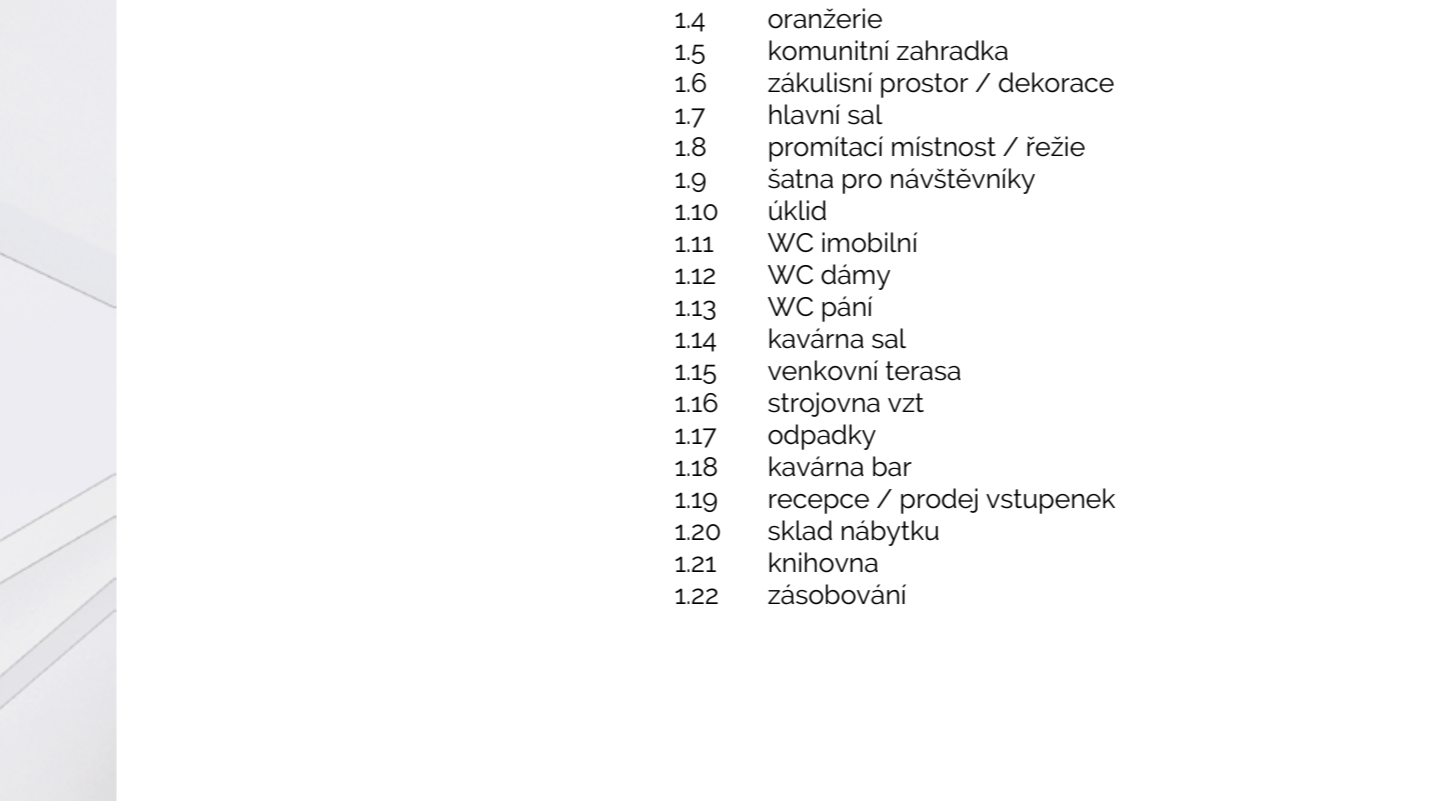 1.4 oranžerie
1.5 komunitní zahradka
1.6 zákulisní prostor / dekorace
1.7 hlavní sal
1.8 promítací místnost / řežie
1.9 šatna pro návštěvníky
1.10 úklid
1.11 WC imobilní
1.12 WC dámy
1.13 WC pání
1.14 kavárna sal
1.15 venkovní terasa
1.16 strojovna vzt
1.17 odpadky
1.18 kavárna bar
1.19 recepce / prodej vstupenek
1.20 sklad nábytku
1.21 knihovna
1.22 zásobování